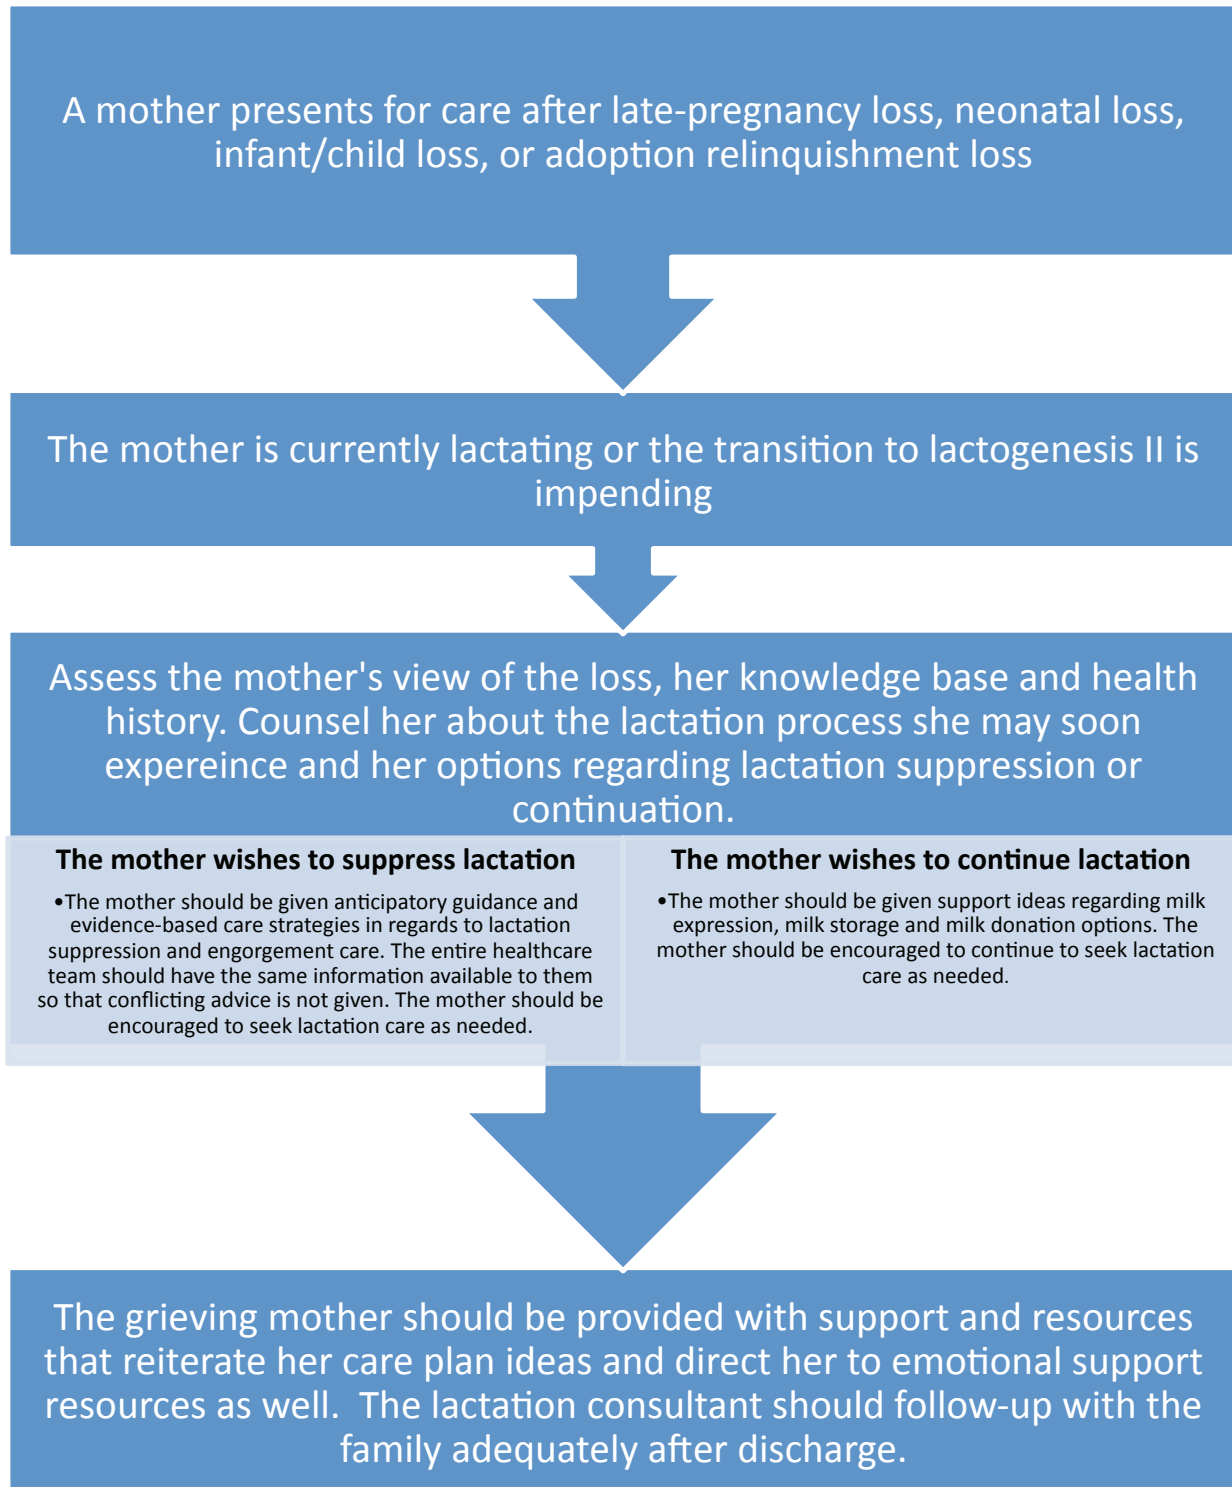 A mother presents for care after late-pregnancy loss, neonatal loss,
infant/child loss, or adoption relinquishment loss
The mother is currently lactating or the transition to lactogenesis II is
impending
Assess the mother's view of the loss, her knowledge base and health
history. Counsel her about the lactation process she may soon
expereince and her options regarding lactation suppression or
continuation.
The mother wishes to suppress lactation
•The mother should be given anticipatory guidance and
evidence-based care strategies in regards to lactation
suppression and engorgement care. The entire healthcare
team should have the same information available to them
so that conflicting advice is not given. The mother should be
encouraged to seek lactation care as needed.
The mother wishes to continue lactation
•The mother should be given support ideas regarding milk
expression, milk storage and milk donation options. The
mother should be encouraged to continue to seek lactation
care as needed.
The grieving mother should be provided with support and resources
that reiterate her care plan ideas and direct her to emotional support
resources as well.  The lactation consultant should follow-up with the
family adequately after discharge.